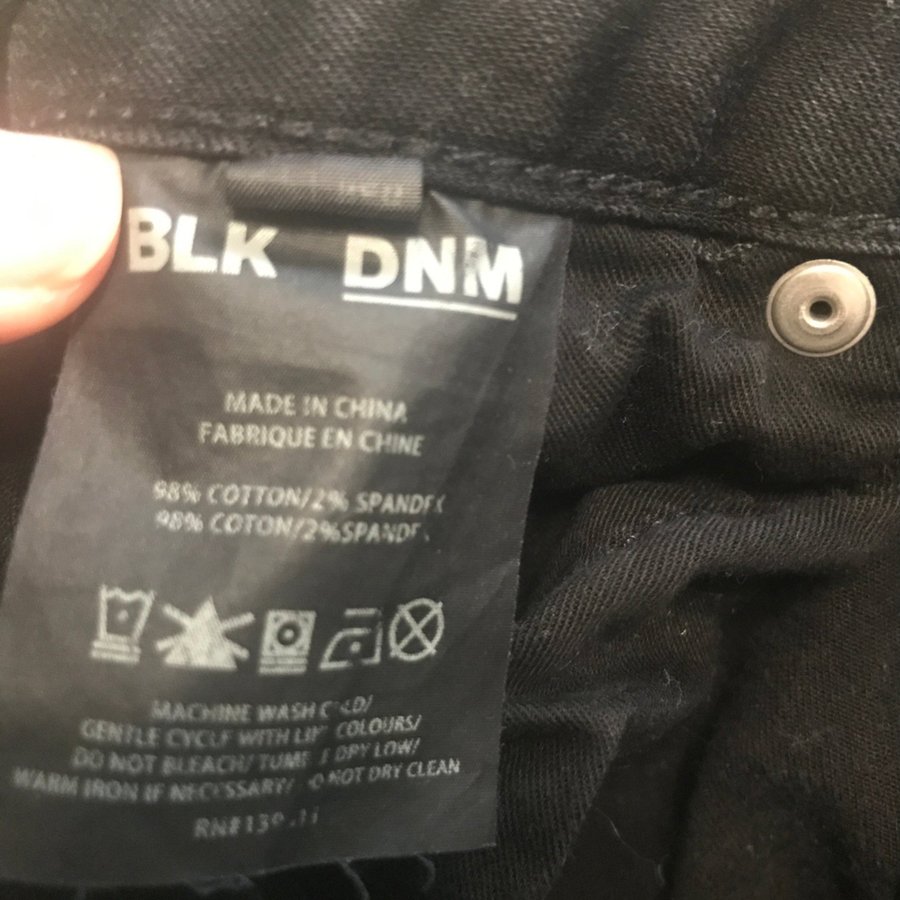 BLK DNM
MADE IN CHINA
FABRIQUE EN CHINE
98% COTTON/2% SPANDEX
98% COTON/2%SPANDEX
MACHINE WASH COLD/
GENTLE CYCLE WITH LIKE COLOURS/
DO NOT BLEACH/ TUMBLE DRY LOW/
WARM IRON IF NECESSARY/ DO NOT DRY CLEAN